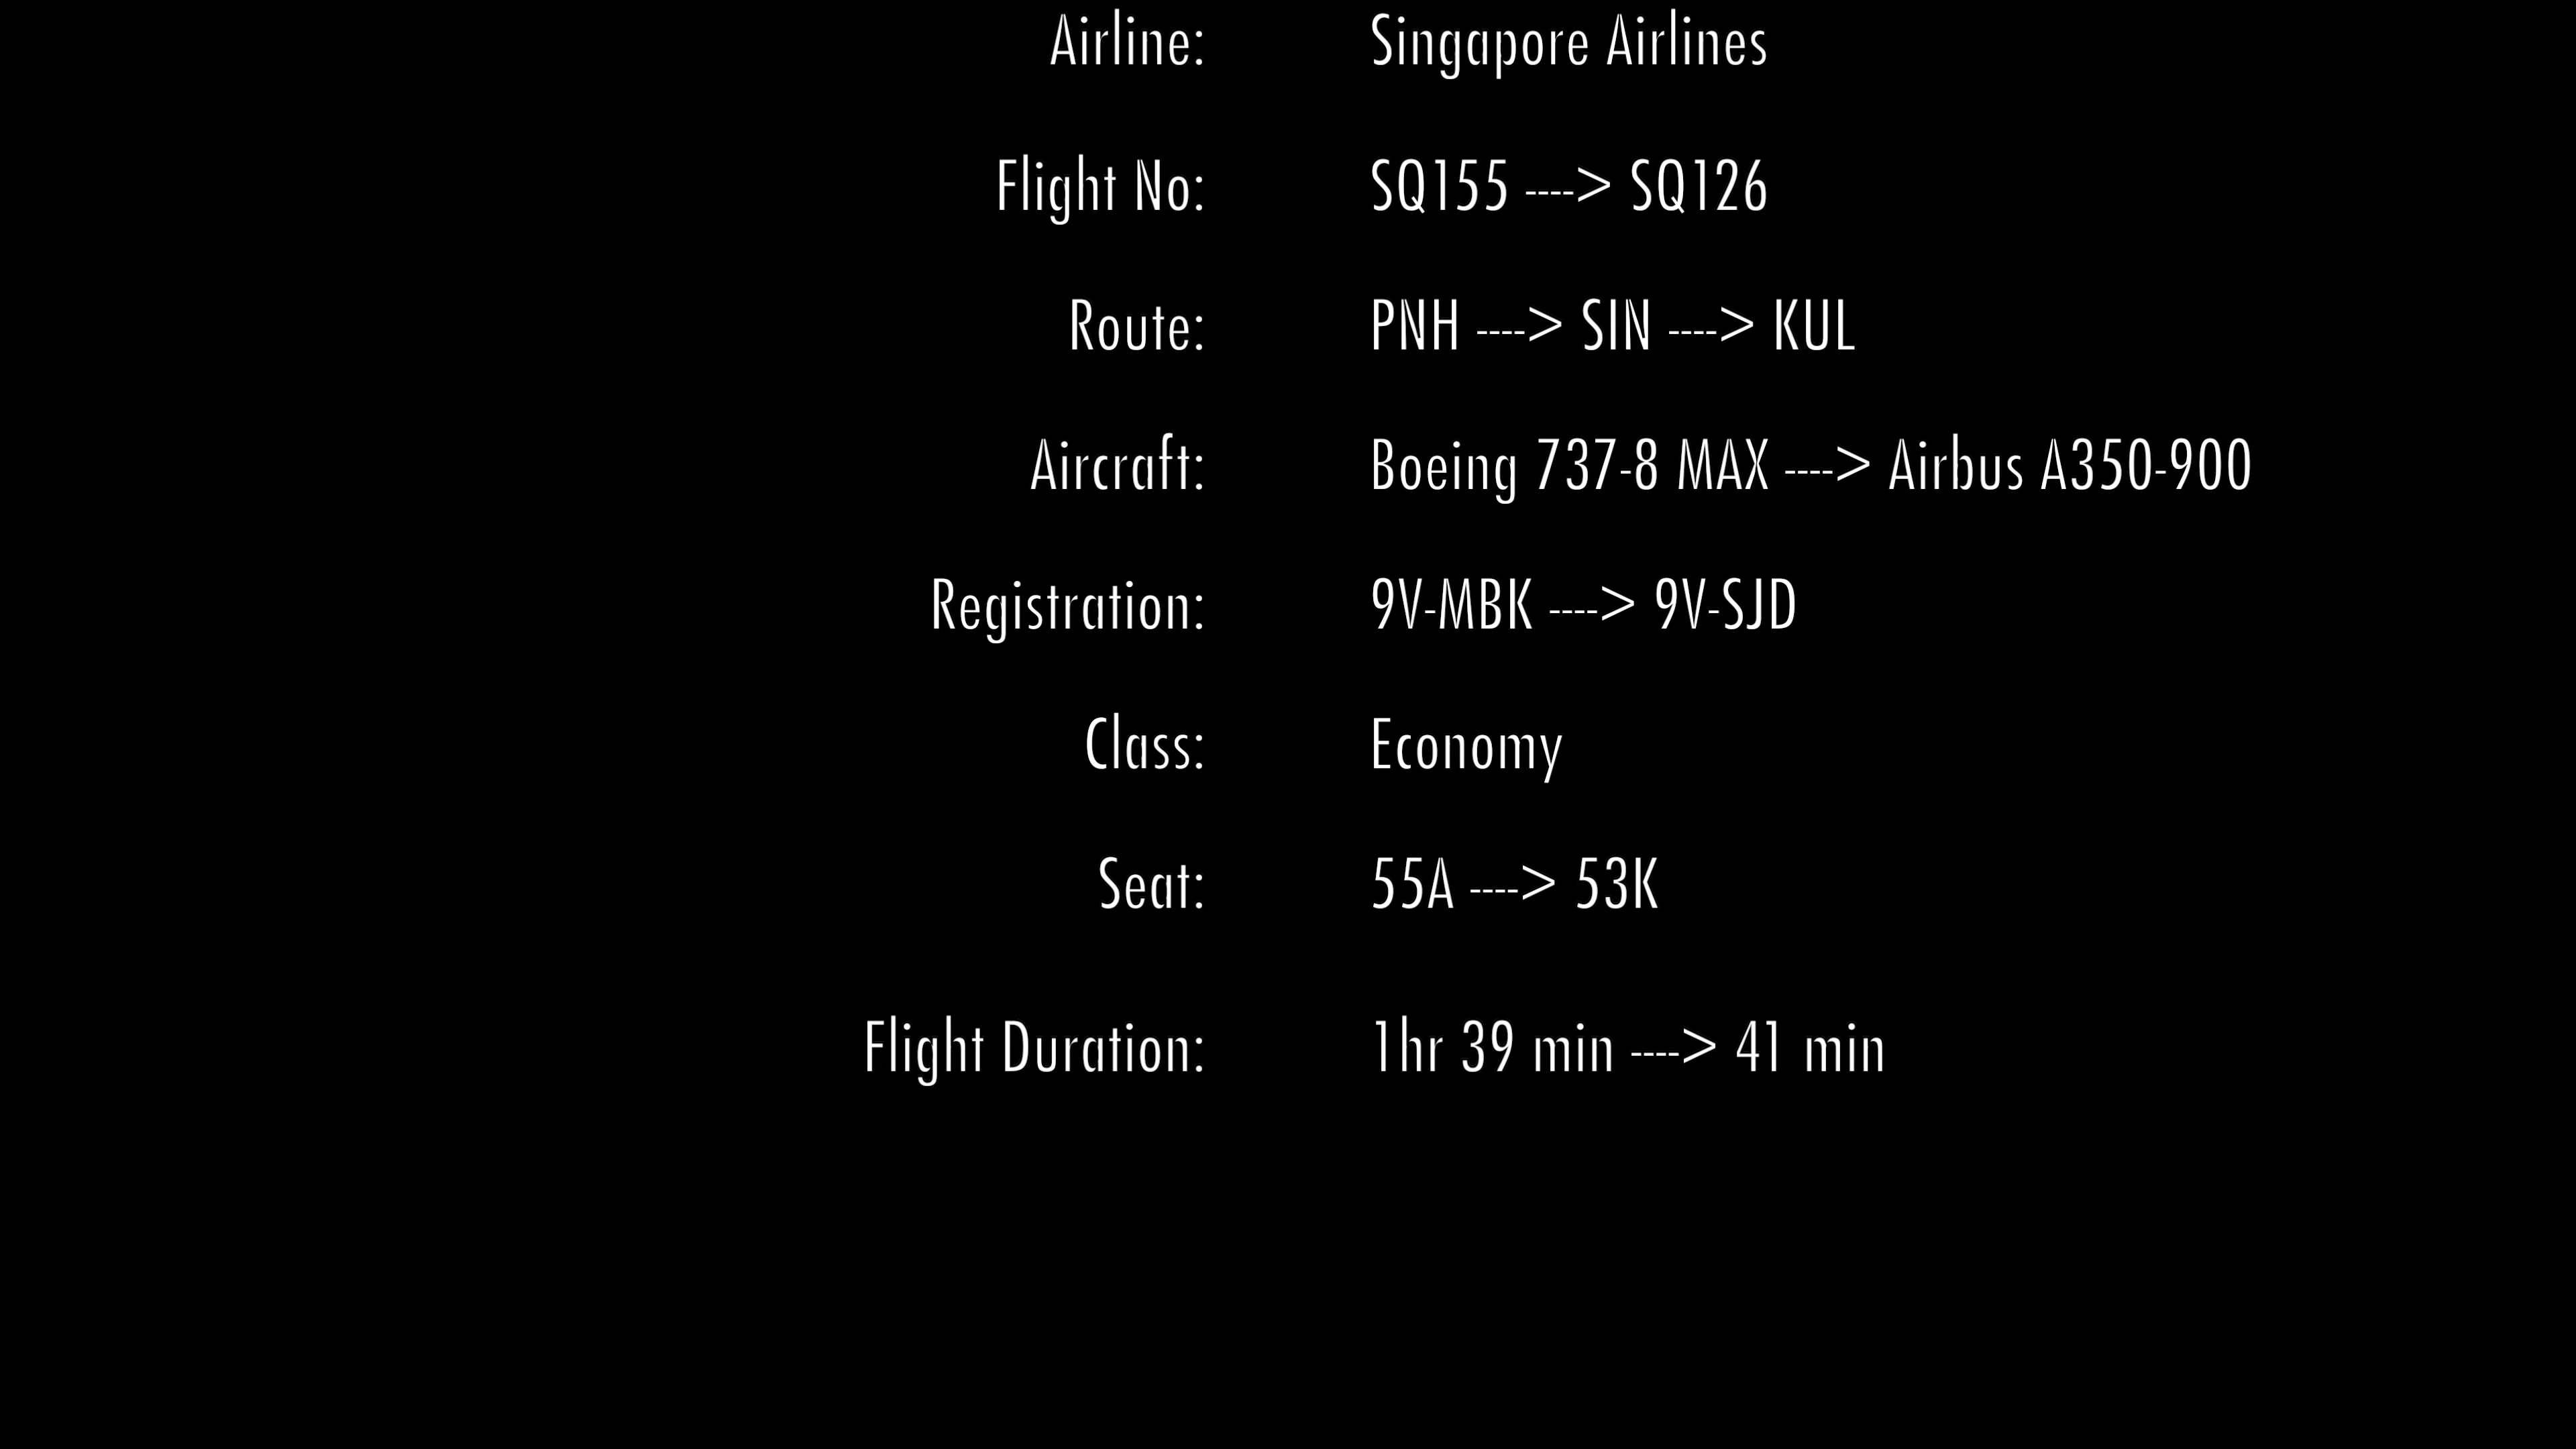 Airline: Singapore Airlines
Flight No: SQ155 ----> SQ126
Route: PNH ----> SIN ----> KUL
Aircraft: Boeing 737-8 MAX ----> Airbus A350-900
Registration: 9V-MBK ----> 9V-SJD
Class: Economy
Seat: 55A ----> 53K
Flight Duration: 1hr 39 min ----> 41 min